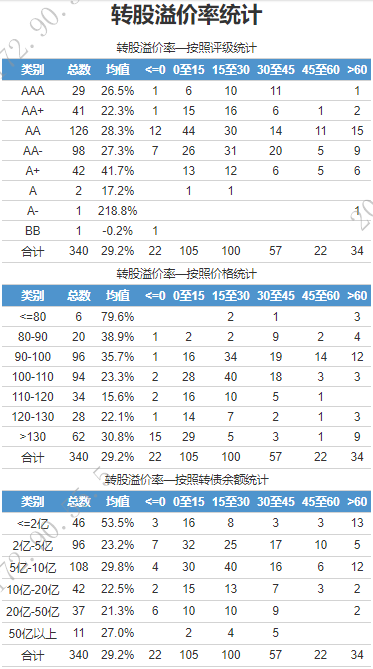 转股溢价率统计
转股溢价率—按照评级统计
类别 总数 均值 <=0 0至15 15至30 30至45 45至60 >60
AAA 29 26.5% 1 6 10 11 1
AA+ 41 22.3% 1 15 16 6 1 2
AA 126 28.3% 12 44 30 14 11 15
AA- 98 27.3% 7 26 31 20 5 9
A+ 42 41.7% 13 12 6 5 6
A 2 17.2% 1 1
A- 1 218.8% 1
BB 1 -0.2% 1
合计 340 29.2% 22 105 100 57 22 34
转股溢价率—按照价格统计
类别 总数 均值 <=0 0至15 15至30 30至45 45至60 >60
<=80 6 79.6% 2 1 3
80-90 20 38.9% 1 2 2 9 2 4
90-100 96 35.7% 1 16 34 19 14 12
100-110 94 23.3% 2 28 40 18 3 3
110-120 34 15.6% 2 16 10 5 1
120-130 28 22.1% 1 14 7 2 1 3
>130 62 30.8% 15 29 5 3 1 9
合计 340 29.2% 22 105 100 57 22 34
转股溢价率—按照转债余额统计
类别 总数 均值 <=0 0至15 15至30 30至45 45至60 >60
<=2亿 46 53.5% 3 16 8 3 3 13
2亿-5亿 96 23.2% 7 32 25 17 10 5
5亿-10亿 108 29.8% 4 30 40 16 6 12
10亿-20亿 42 22.5% 2 15 13 7 3 2
20亿-50亿 37 21.3% 6 10 10 9 2
50亿以上 11 27.0% 2 4 5
合计 340 29.2% 22 105 100 57 22 34